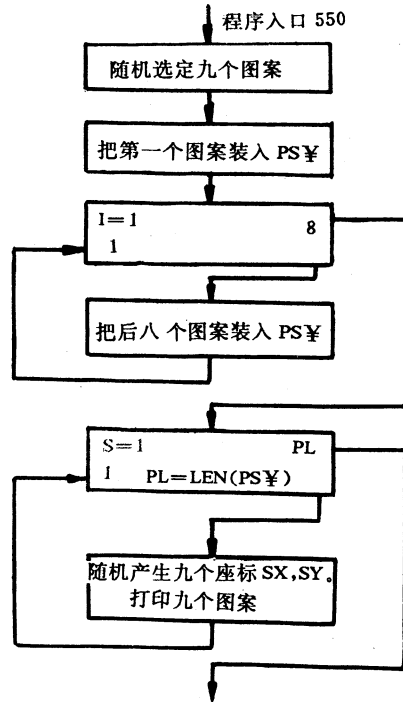 程序入口 550
随机选定九个图案
把第一个图案装入 PS¥
I=1 8
1
把后八个图案装入 PS¥
S=1 PL
1 PL=LEN(PS¥)
随机产生九个座标 SX,SY。
打印九个图案